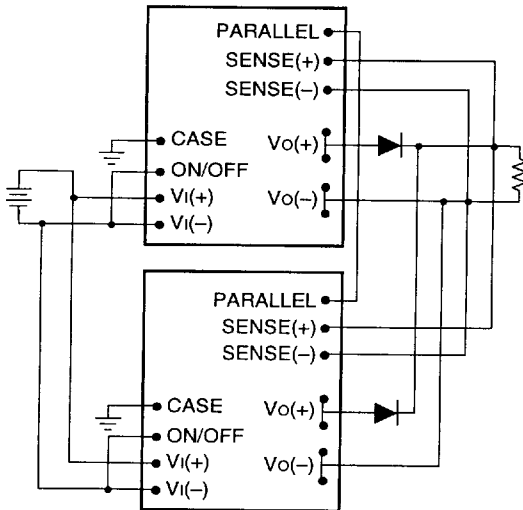 PARALLEL
SENSE(+)
SENSE(–)
CASE
VO(+)
ON/OFF
VI(+)
VO(–)
VI(–)
PARALLEL
SENSE(+)
SENSE(–)
CASE
VO(+)
ON/OFF
VI(+)
VO(–)
VI(–)